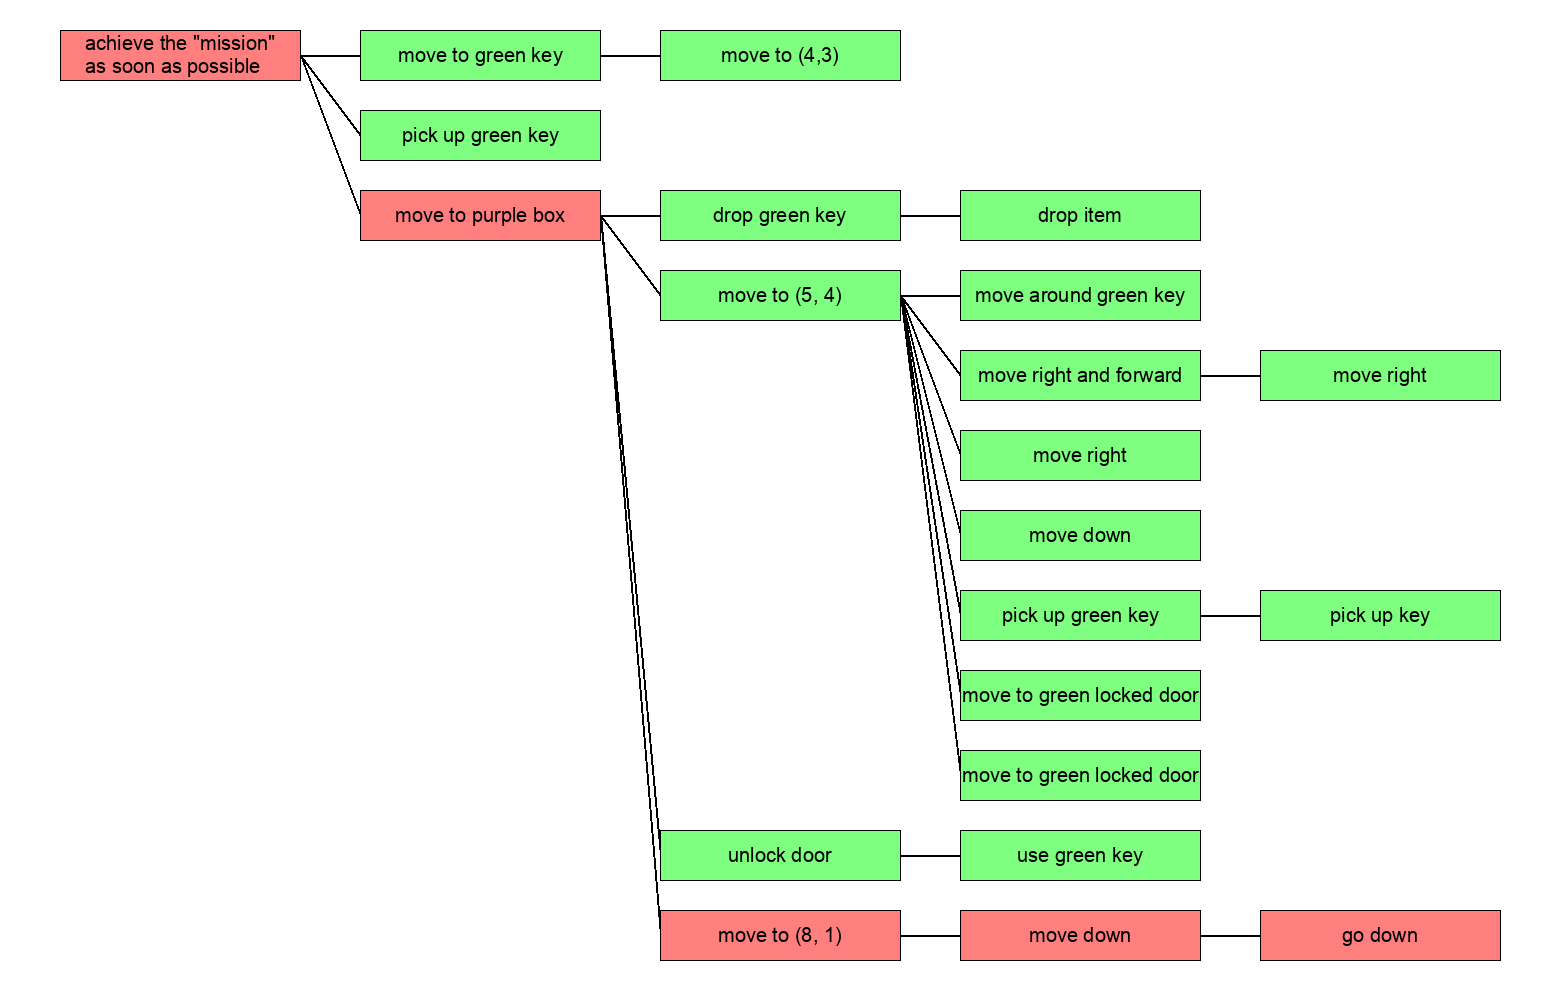 achieve the "mission"
as soon as possible
move to green key
move to (4,3)
pick up green key
move to purple box
drop green key
drop item
move to (5, 4)
move around green key
move right and forward
move right
move right
move down
pick up green key
pick up key
move to green locked door
move to green locked door
unlock door
use green key
move to (8, 1)
move down
go down